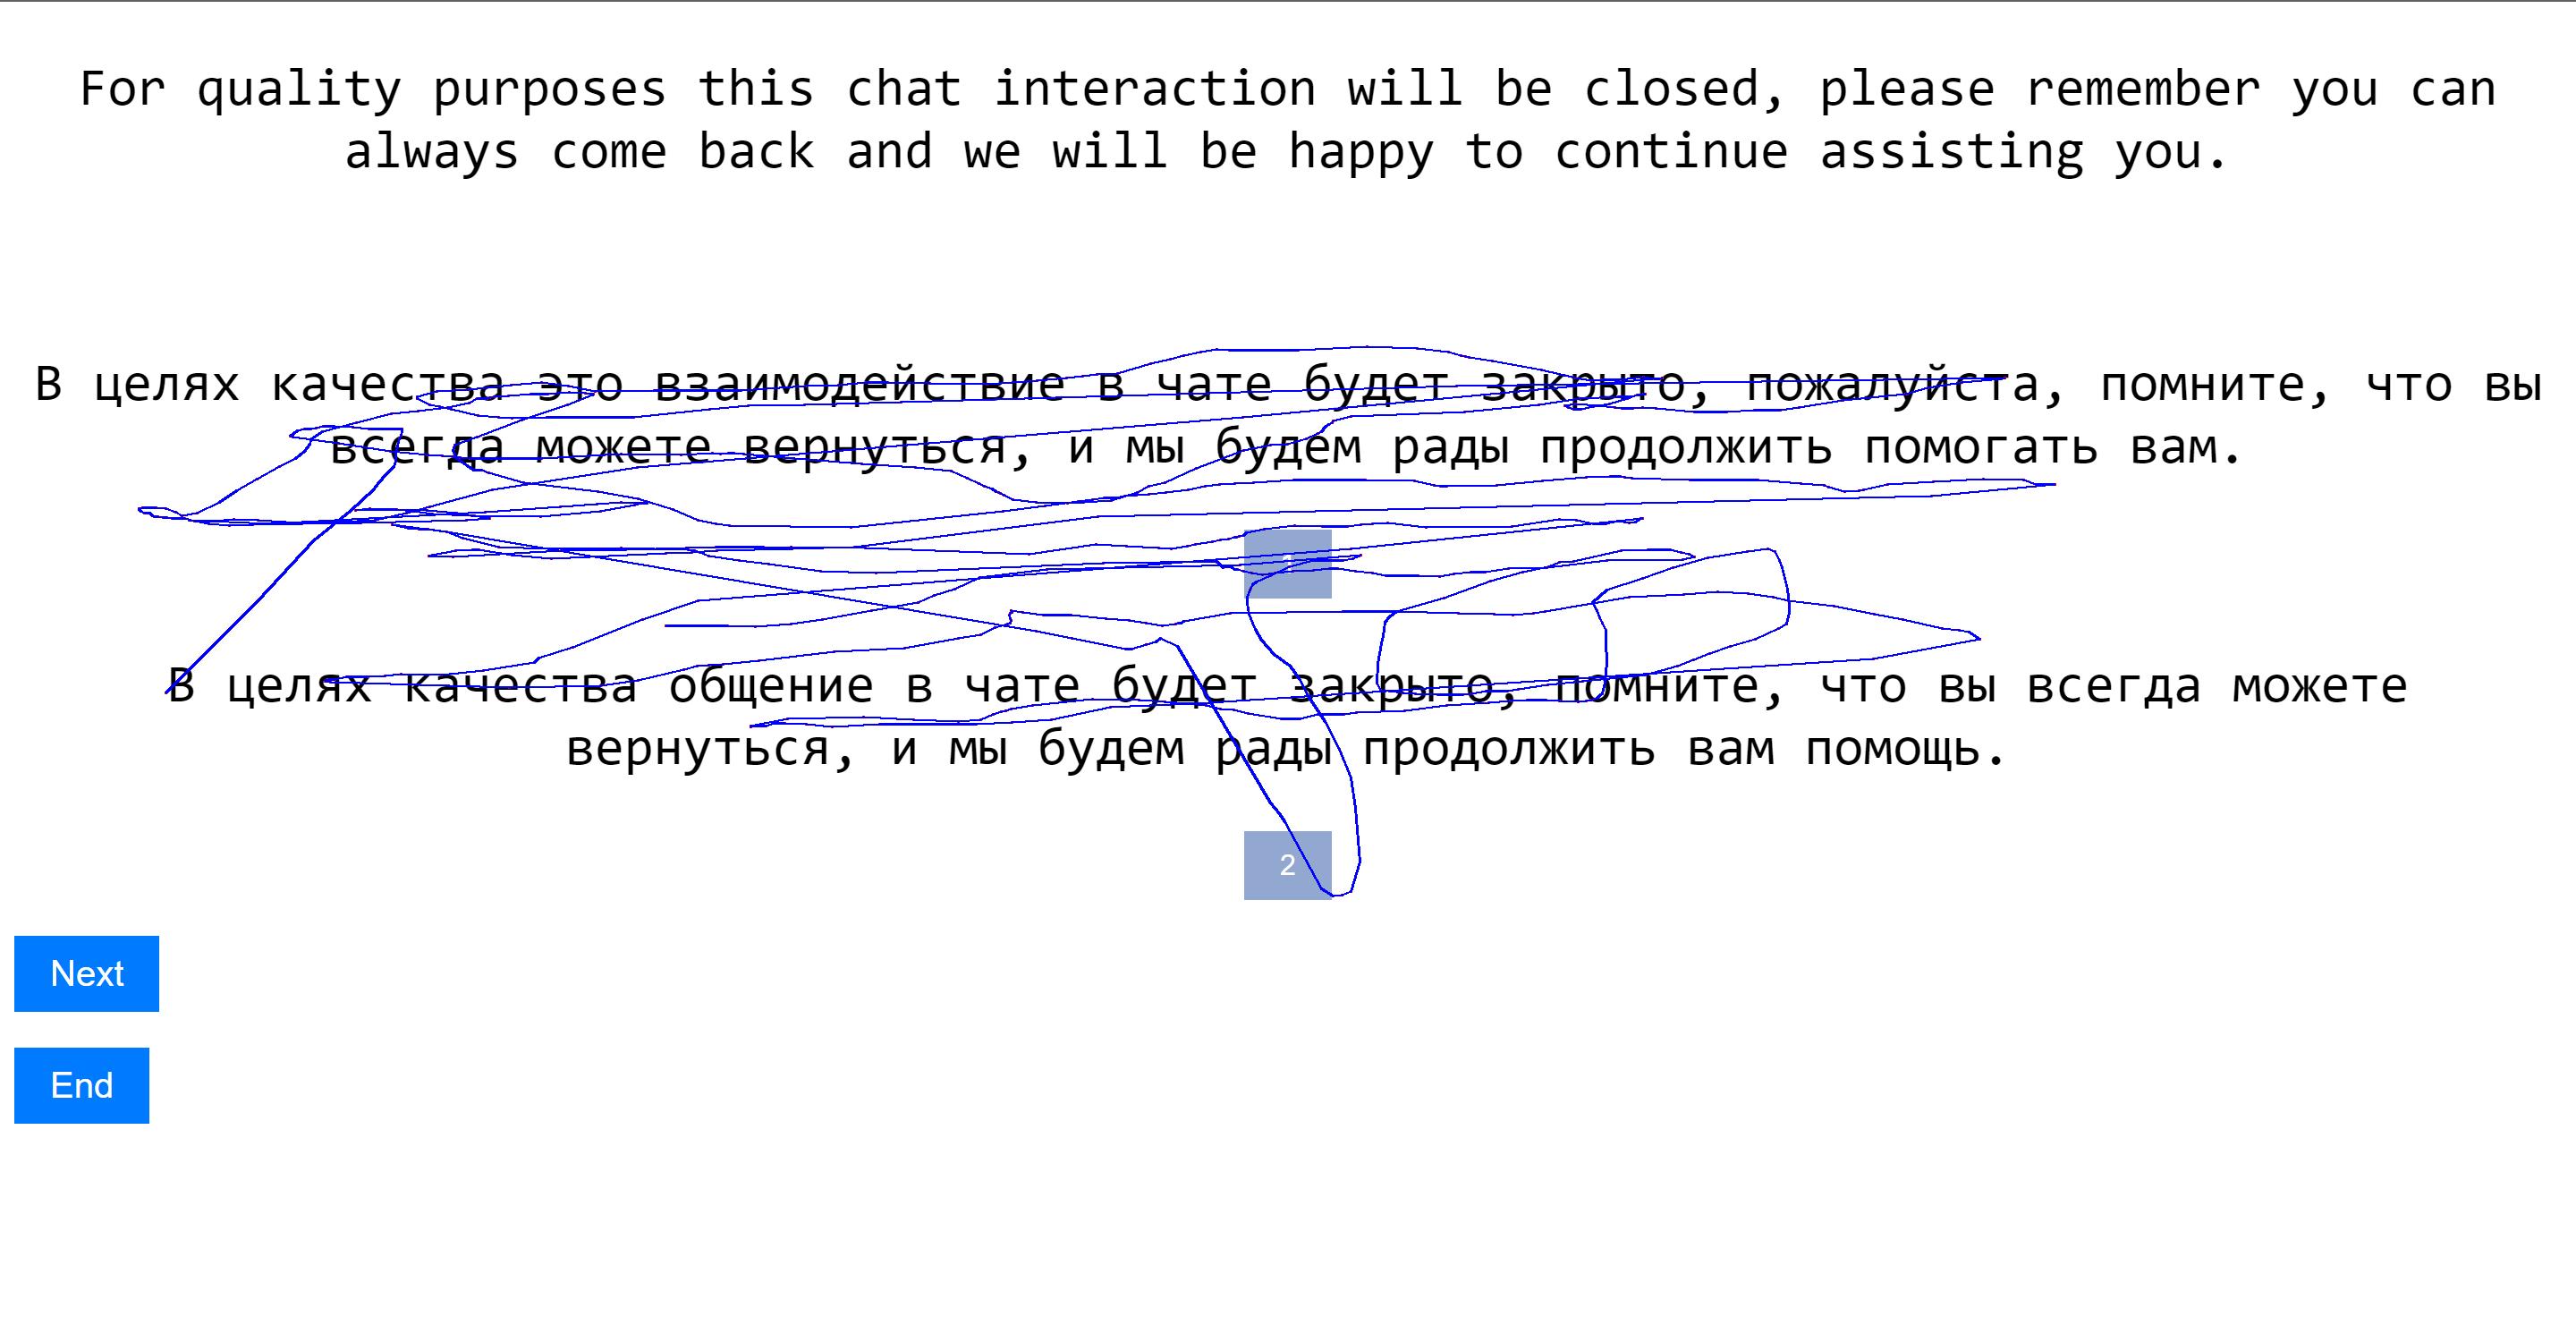 For quality purposes this chat interaction will be closed, please remember you can
always come back and we will be happy to continue assisting you.
В целях качества это взаимодействие в чате будет закрыто, пожалуйста, помните, что вы
всегда можете вернуться, и мы будем рады продолжить помогать вам.
1
В целях качества общение в чате будет закрыто, помните, что вы всегда можете
вернуться, и мы будем рады продолжить вам помощь.
2
Next
End